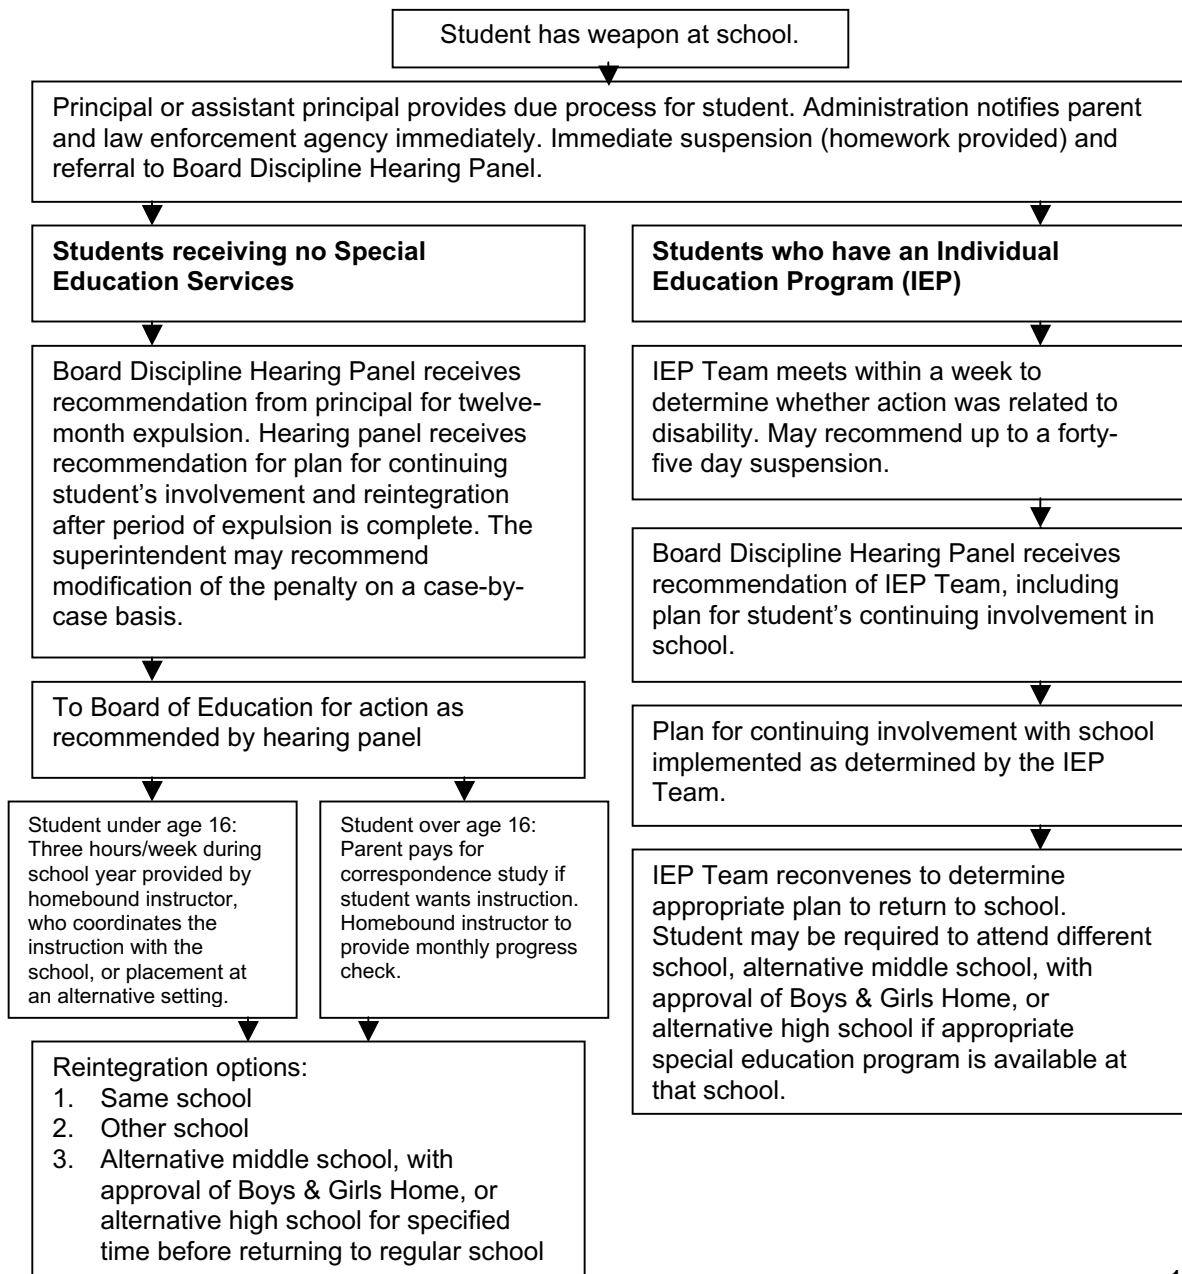 Student has weapon at school.
Principal or assistant principal provides due process for student. Administration notifies parent
and law enforcement agency immediately. Immediate suspension (homework provided) and
referral to Board Discipline Hearing Panel.
Students receiving no Special
Education Services
Board Discipline Hearing Panel receives
recommendation from principal for twelve-
month expulsion. Hearing panel receives
recommendation for plan for continuing
student’s involvement and reintegration
after period of expulsion is complete. The
superintendent may recommend
modification of the penalty on a case-by-
case basis.
To Board of Education for action as
recommended by hearing panel
Student under age 16:
Three hours/week during
school year provided by
homebound instructor,
who coordinates the
instruction with the
school, or placement at
an alternative setting.
Student over age 16:
Parent pays for
correspondence study if
student wants instruction.
Homebound instructor to
provide monthly progress
check.
Reintegration options:
1. Same school
2. Other school
3. Alternative middle school, with
approval of Boys & Girls Home, or
alternative high school for specified
time before returning to regular school
Students who have an Individual
Education Program (IEP)
IEP Team meets within a week to
determine whether action was related to
disability. May recommend up to a forty-
five day suspension.
Board Discipline Hearing Panel receives
recommendation of IEP Team, including
plan for student’s continuing involvement in
school.
Plan for continuing involvement with school
implemented as determined by the IEP
Team.
IEP Team reconvenes to determine
appropriate plan to return to school.
Student may be required to attend different
school, alternative middle school, with
approval of Boys & Girls Home, or
alternative high school if appropriate
special education program is available at
that school.